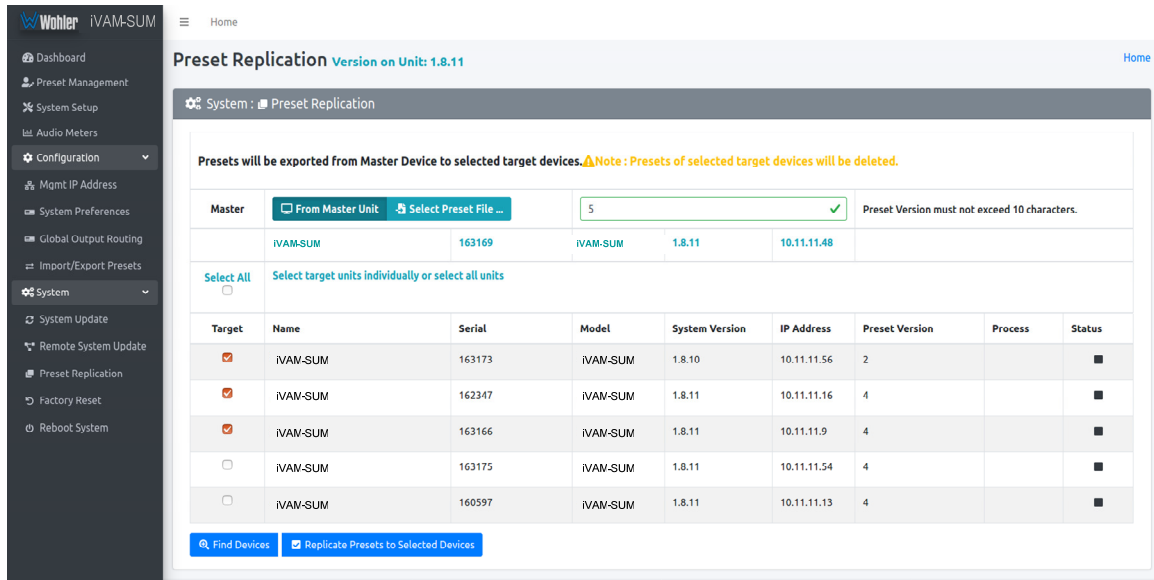 Wohler iVAM-SUM
Home
Dashboard
Preset Management
System Setup
Audio Meters
Configuration
Mgmt IP Address
System Preferences
Global Output Routing
Import/Export Presets
System
System Update
Remote System Update
Preset Replication
Factory Reset
Reboot System
Preset Replication Version on Unit: 1.8.11
Home
System : Preset Replication
Presets will be exported from Master Device to selected target devices. Note : Presets of selected target devices will be deleted.
Master From Master Unit Select Preset File ... 5 Preset Version must not exceed 10 characters.
iVAM-SUM 163169 iVAM-SUM 1.8.11 10.11.11.48
Select All Select target units individually or select all units
Target Name Serial Model System Version IP Address Preset Version Process Status
iVAM-SUM 163173 iVAM-SUM 1.8.10 10.11.11.56 2
iVAM-SUM 162347 iVAM-SUM 1.8.11 10.11.11.16 4
iVAM-SUM 163166 iVAM-SUM 1.8.11 10.11.11.9 4
iVAM-SUM 163175 iVAM-SUM 1.8.11 10.11.11.54 4
iVAM-SUM 160597 iVAM-SUM 1.8.11 10.11.11.13 4
Find Devices Replicate Presets to Selected Devices